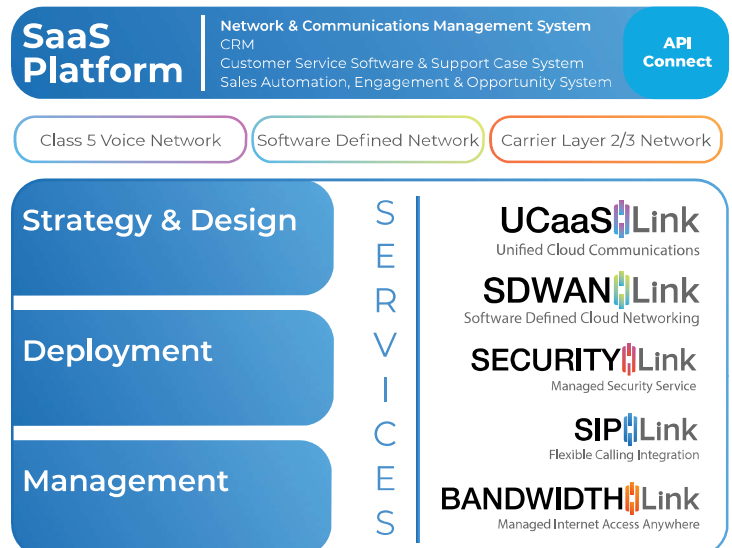 SaaS
Platform
Network & Communications Management System
CRM
Customer Service Software & Support Case System
Sales Automation, Engagement & Opportunity System
API
Connect
Class 5 Voice Network
Software Defined Network
Carrier Layer 2/3 Network
Strategy & Design
Deployment
Management
SERVICES
UCaaS Link
Unified Cloud Communications
SDWAN Link
Software Defined Cloud Networking
SECURITY Link
Managed Security Service
SIP Link
Flexible Calling Integration
BANDWIDTH Link
Managed Internet Access Anywhere